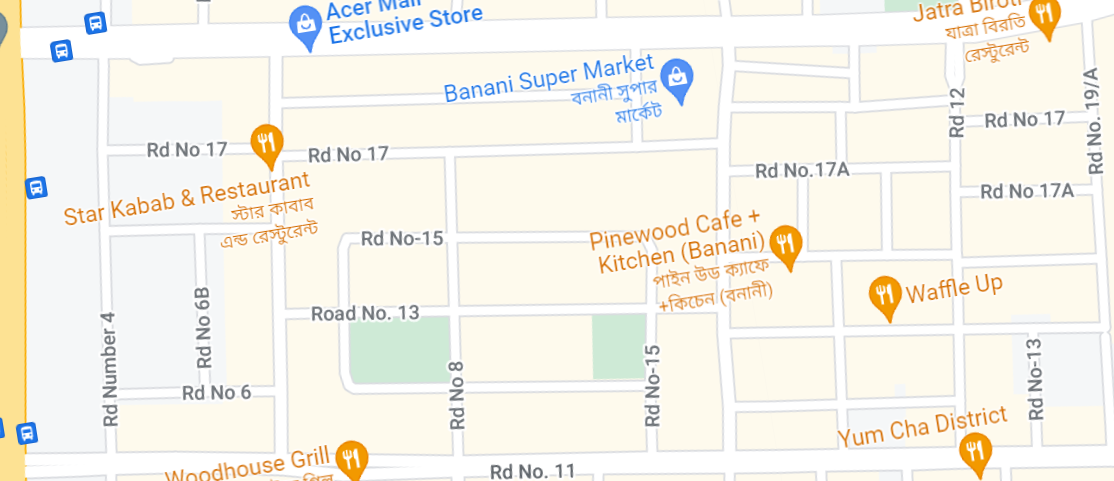 Acer Mall
Exclusive Store
Jatra Biroti
যাত্রা বিরতি
রেস্টুরেন্ট
Banani Super Market
বনানী সুপার
মার্কেট
Rd 12
Rd No. 19/A
Rd No 17
Rd No 17
Rd No 17
Rd No.17A
Rd No 17A
Star Kabab & Restaurant
স্টার কাবাব
এন্ড রেস্টুরেন্ট
Rd No-15
Pinewood Cafe +
Kitchen (Banani)
পাইন উড ক্যাফে
+কিচেন (বনানী)
Waffle Up
Road No. 13
Rd No 6B
Rd Number 4
Rd No 6
Rd No 8
Rd No-15
Rd No-13
Yum Cha District
Woodhouse Grill
Rd No. 11